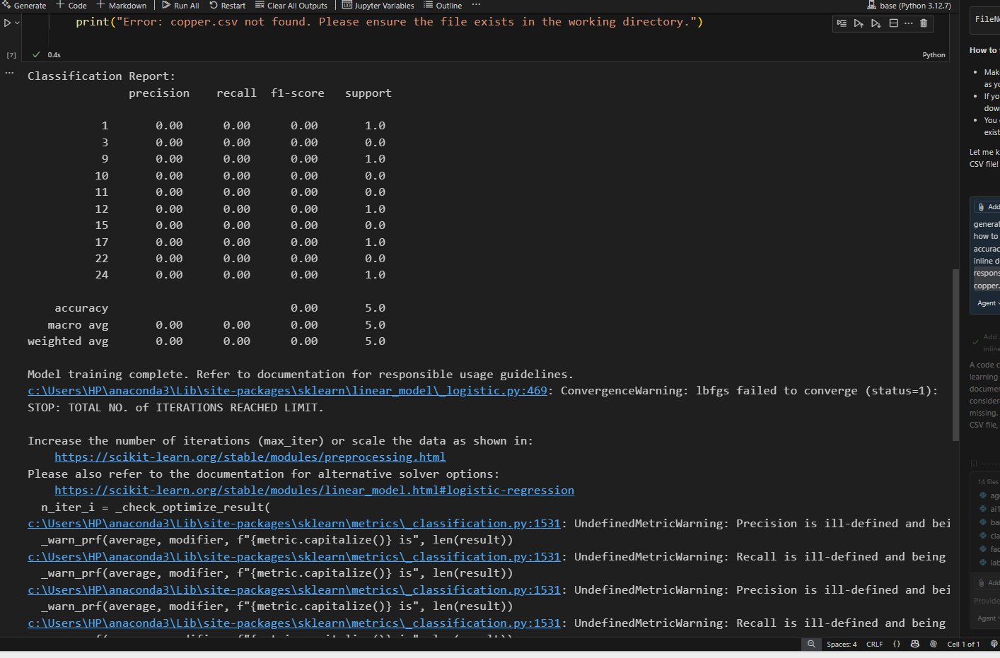 Generate + Code + Markdown Run All Restart Clear All Outputs Jupyter Variables Outline ... base (Python 3.12.7)
print("Error: copper.csv not found. Please ensure the file exists in the working directory.")
[7] ✓ 0.4s Python
... Classification Report:
precision recall f1-score support
1 0.00 0.00 0.00 1.0
3 0.00 0.00 0.00 0.0
9 0.00 0.00 0.00 1.0
10 0.00 0.00 0.00 0.0
11 0.00 0.00 0.00 0.0
12 0.00 0.00 0.00 1.0
15 0.00 0.00 0.00 0.0
17 0.00 0.00 0.00 1.0
22 0.00 0.00 0.00 0.0
24 0.00 0.00 0.00 1.0
accuracy 0.00 5.0
macro avg 0.00 0.00 0.00 5.0
weighted avg 0.00 0.00 0.00 5.0
Model training complete. Refer to documentation for responsible usage guidelines.
c:\Users\HP\anaconda3\Lib\site-packages\sklearn\linear_model\_logistic.py:469: ConvergenceWarning: lbfgs failed to converge (status=1):
STOP: TOTAL NO. of ITERATIONS REACHED LIMIT.
Increase the number of iterations (max_iter) or scale the data as shown in:
https://scikit-learn.org/stable/modules/preprocessing.html
Please also refer to the documentation for alternative solver options:
https://scikit-learn.org/stable/modules/linear_model.html#logistic-regression
n_iter_i = _check_optimize_result(
c:\Users\HP\anaconda3\Lib\site-packages\sklearn\metrics\_classification.py:1531: UndefinedMetricWarning: Precision is ill-defined and bei
_warn_prf(average, modifier, f"{metric.capitalize()} is", len(result))
c:\Users\HP\anaconda3\Lib\site-packages\sklearn\metrics\_classification.py:1531: UndefinedMetricWarning: Recall is ill-defined and being
_warn_prf(average, modifier, f"{metric.capitalize()} is", len(result))
c:\Users\HP\anaconda3\Lib\site-packages\sklearn\metrics\_classification.py:1531: UndefinedMetricWarning: Precision is ill-defined and bei
_warn_prf(average, modifier, f"{metric.capitalize()} is", len(result))
c:\Users\HP\anaconda3\Lib\site-packages\sklearn\metrics\_classification.py:1531: UndefinedMetricWarning: Recall is ill-defined and being
FileN
How to
• Mak
as yo
• If yo
dow
• You
exist
Let me k
CSV file!
Add
generat
how to
accurac
inline d
respons
copper.
Agent
Add
inline
A code c
learning
documen
consider
missing.
CSV file,
14 files
ag
ai1
ba
cla
fac
lab
Add
Provide
Agent
Spaces: 4 CRLF {} Cell 1 of 1